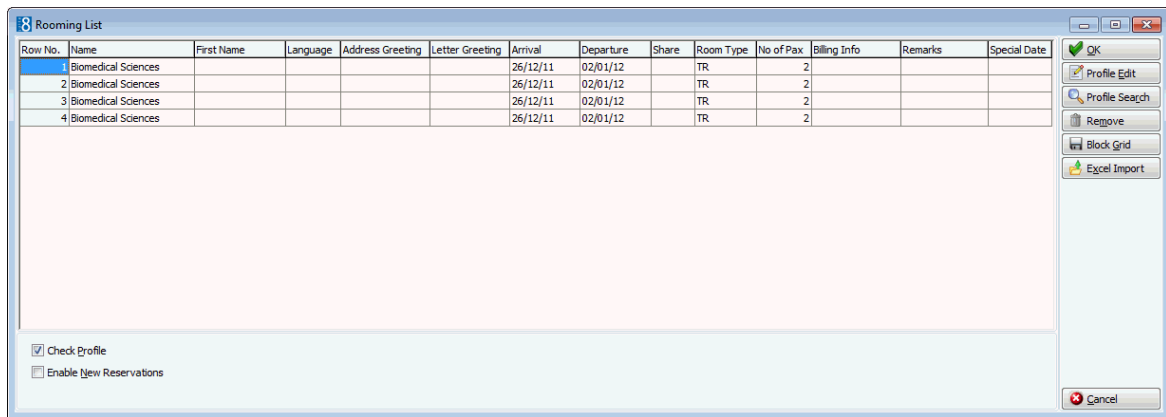 8 Rooming List
Row No. Name First Name Language Address Greeting Letter Greeting Arrival Departure Share Room Type No of Pax Billing Info Remarks Special Date
1 Biomedical Sciences 26/12/11 02/01/12 TR 2
2 Biomedical Sciences 26/12/11 02/01/12 TR 2
3 Biomedical Sciences 26/12/11 02/01/12 TR 2
4 Biomedical Sciences 26/12/11 02/01/12 TR 2
OK
Profile Edit
Profile Search
Remove
Block Grid
Excel Import
Check Profile
Enable New Reservations
Cancel